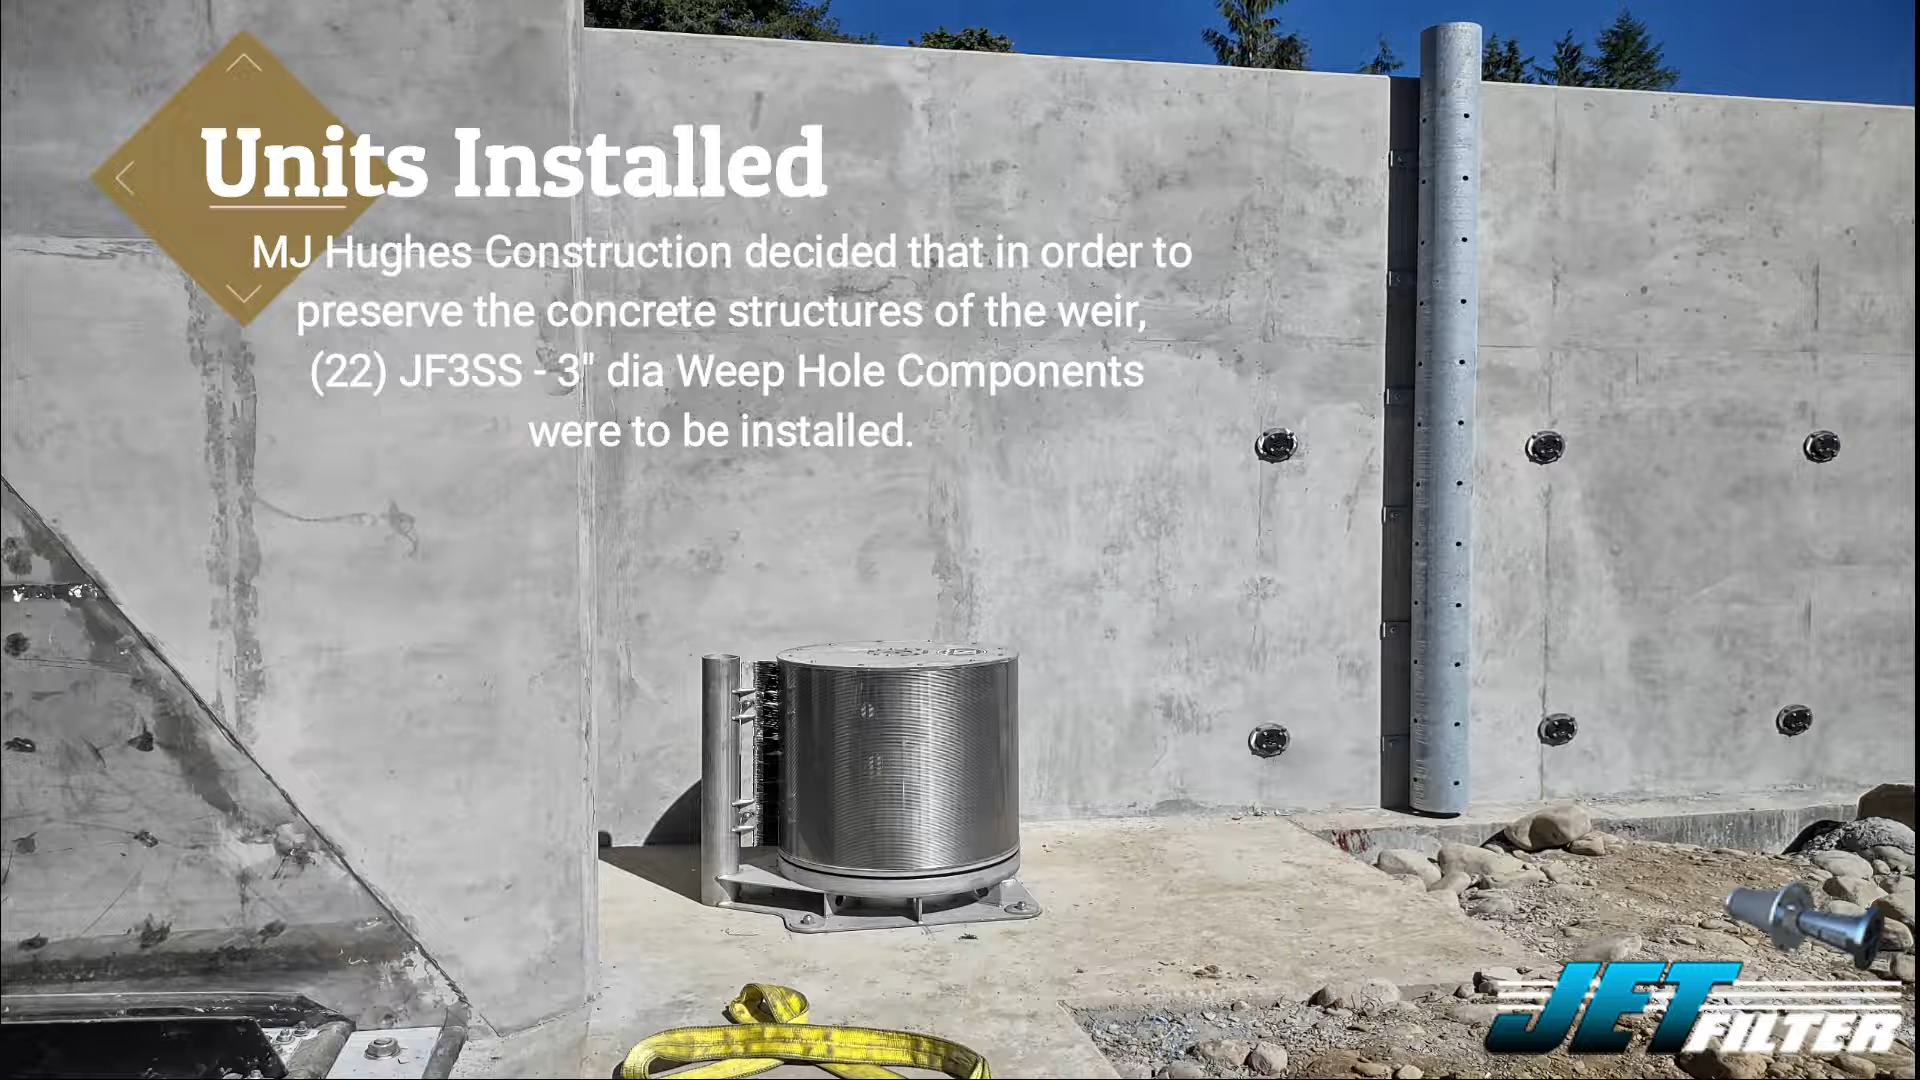 Units Installed
MJ Hughes Construction decided that in order to
preserve the concrete structures of the weir,
(22) JF3SS - 3" dia Weep Hole Components
were to be installed.
JET FILTER